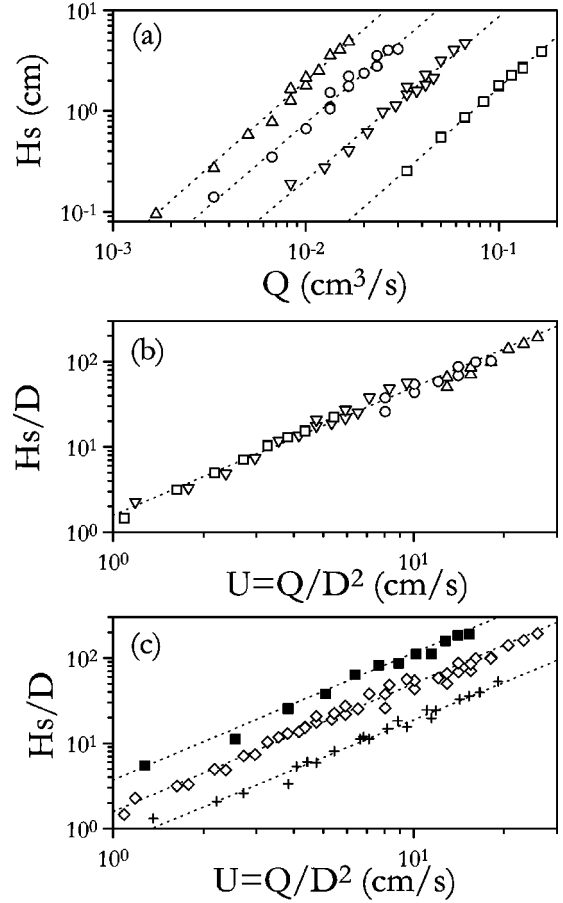 (a)
Hs (cm)
10¹
10⁰
10⁻¹
10⁻³ 10⁻² 10⁻¹
Q (cm³/s)
(b)
Hs/D
10²
10¹
10⁰
10⁰ 10¹
U=Q/D² (cm/s)
(c)
Hs/D
10²
10¹
10⁰
10⁰ 10¹
U=Q/D² (cm/s)